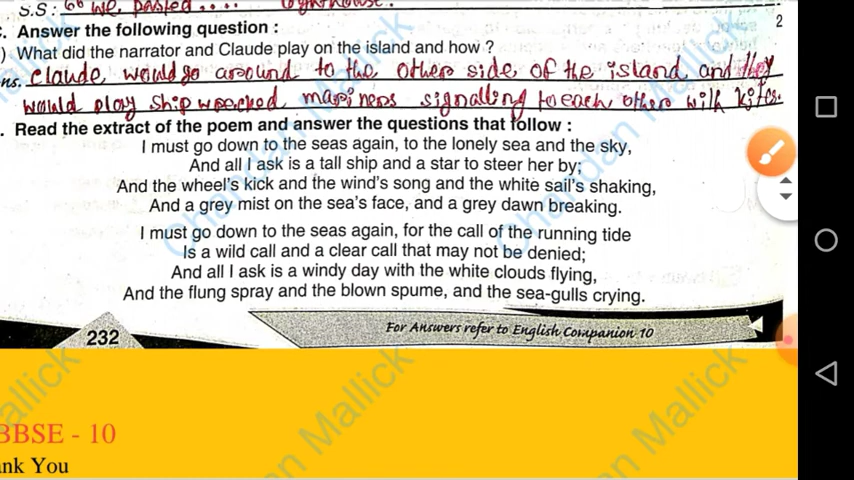 S.S: 60 we pasted.... lighthouse.
2
. Answer the following question :
) What did the narrator and Claude play on the island and how ?
ns. Claude would go around to the other side of the island and they
would play shipwrecked mariners signalling to each other with kites.
. Read the extract of the poem and answer the questions that follow :
I must go down to the seas again, to the lonely sea and the sky,
And all I ask is a tall ship and a star to steer her by;
And the wheel's kick and the wind's song and the white sail's shaking,
And a grey mist on the sea's face, and a grey dawn breaking.
I must go down to the seas again, for the call of the running tide
Is a wild call and a clear call that may not be denied;
And all I ask is a windy day with the white clouds flying,
And the flung spray and the blown spume, and the sea-gulls crying.
232
For Answers refer to English Companion 10
Chandan Mallick
BBSE - 10
ank You